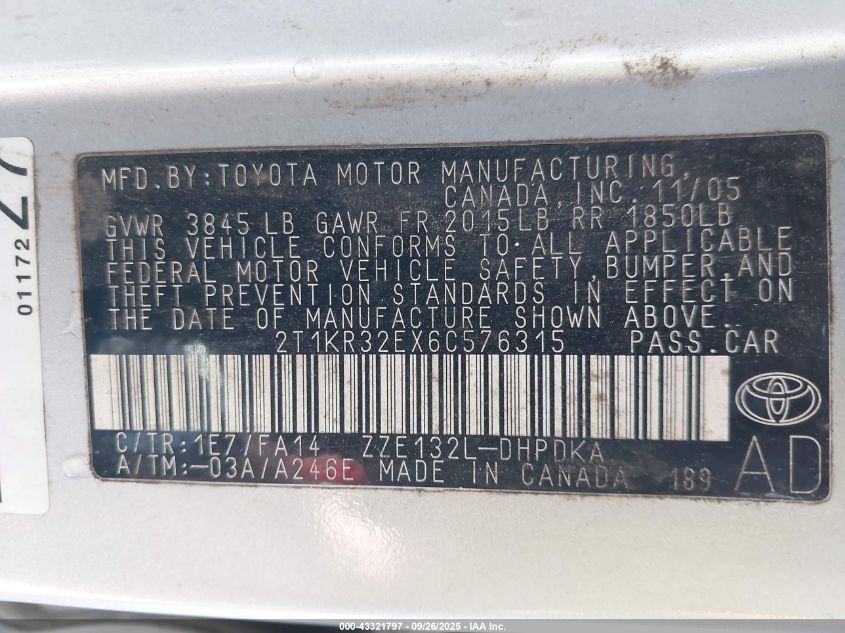 MFD.BY:TOYOTA MOTOR MANUFACTURING,
CANADA,INC.11/05
GVWR 3845LB GAWR FR 2015LB RR 1850LB
THIS VEHICLE CONFORMS TO ALL APPLICABLE
FEDERAL MOTOR VEHICLE SAFETY,BUMPER,AND
THEFT PREVENTION STANDARDS IN EFFECT ON
THE DATE OF MANUFACTURE SHOWN ABOVE.
2T1KR32EX6C576315 PASS.CAR
C/TR:1E7/FA14 ZZE132L-DHPDKA
A/TM:-03A/A246E MADE IN CANADA 189
AD
01172
000-43321797 - 09/26/2025 - IAA Inc.